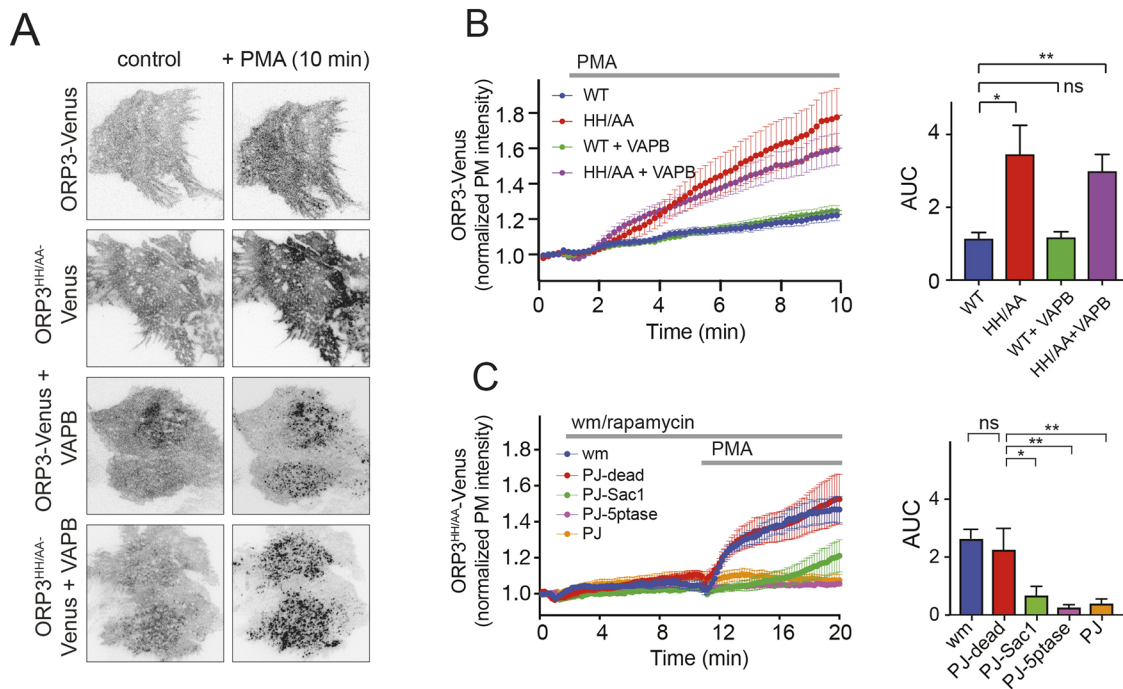 A
control
+ PMA (10 min)
ORP3-Venus
ORP3HH/AA-
Venus
ORP3-Venus +
VAPB
ORP3HH/AA-
Venus + VAPB
B
PMA
ORP3-Venus
(normalized PM intensity)
1.8
1.6
1.4
1.2
1.0
WT
HH/AA
WT + VAPB
HH/AA + VAPB
0
2
4
6
8
10
Time (min)
**
ns
*
AUC
4
2
0
WT
HH/AA
WT+ VAPB
HH/AA+VAPB
C
wm/rapamycin
PMA
ORP3HH/AA-Venus
(normalized PM intensity)
1.8
1.6
1.4
1.2
1.0
wm
PJ-dead
PJ-Sac1
PJ-5ptase
PJ
0
4
8
12
16
20
Time (min)
ns
**
**
*
AUC
4
2
0
wm
PJ-dead
PJ-Sac1
PJ-5ptase
PJ